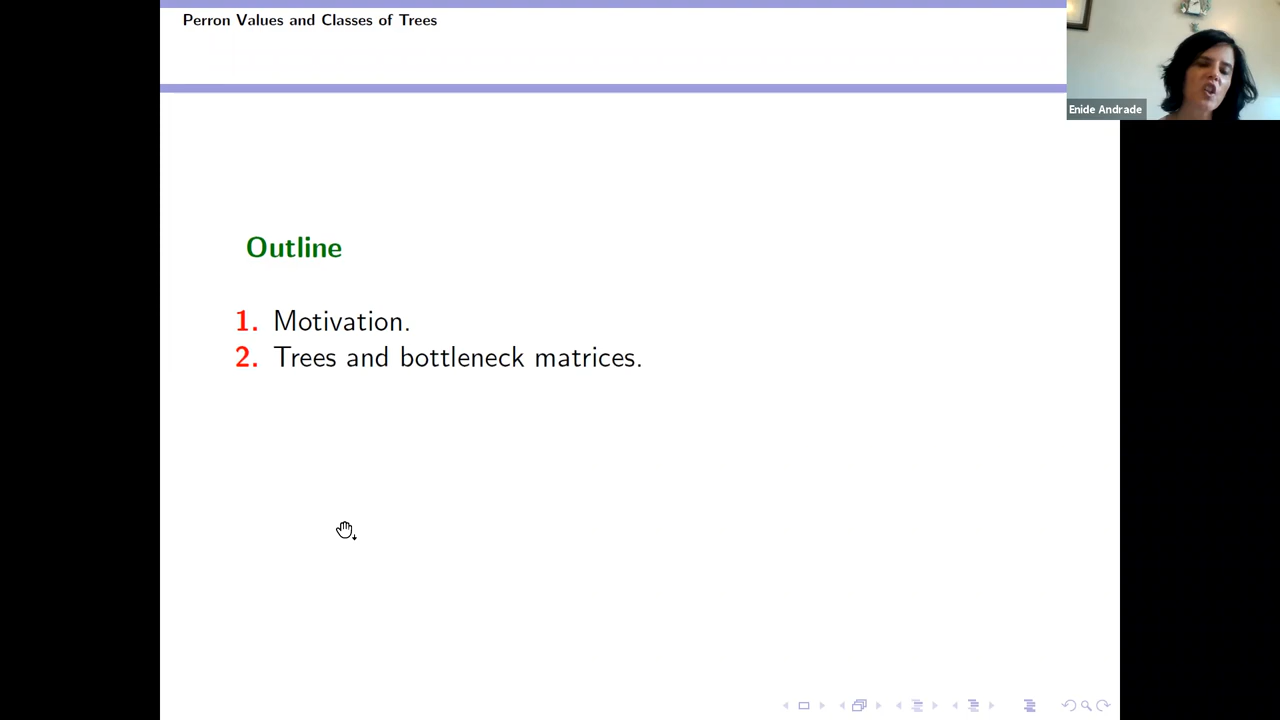 Perron Values and Classes of Trees
Enide Andrade
Outline
1. Motivation.
2. Trees and bottleneck matrices.